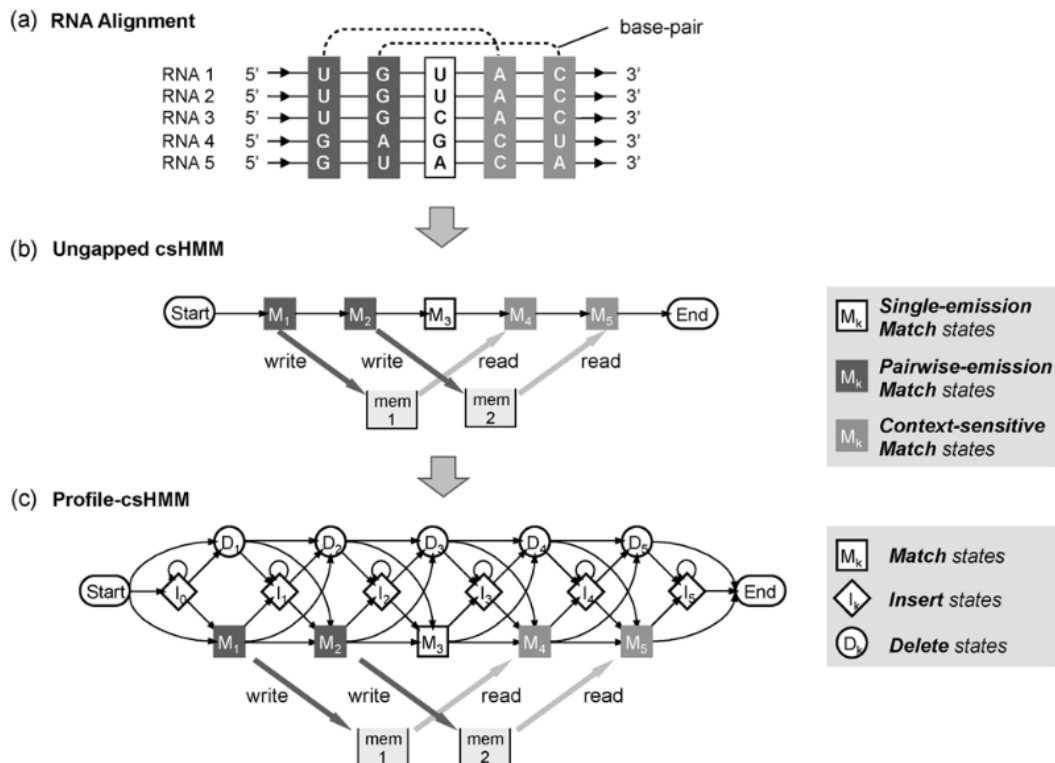 (a) RNA Alignment
base-pair
RNA 1 5' U G U A C 3'
RNA 2 5' U G U A C 3'
RNA 3 5' U G C A C 3'
RNA 4 5' G A G C U 3'
RNA 5 5' G U A C A 3'
(b) Ungapped csHMM
Start M1 M2 M3 M4 M5 End
write write read read
mem 1
mem 2
Mk Single-emission Match states
Mk Pairwise-emission Match states
Mk Context-sensitive Match states
(c) Profile-csHMM
D1 D2 D3 D4 D5
Start I0 I1 I2 I3 I4 I5 End
M1 M2 M3 M4 M5
write write read read
mem 1
mem 2
Mk Match states
Ik Insert states
Dk Delete states